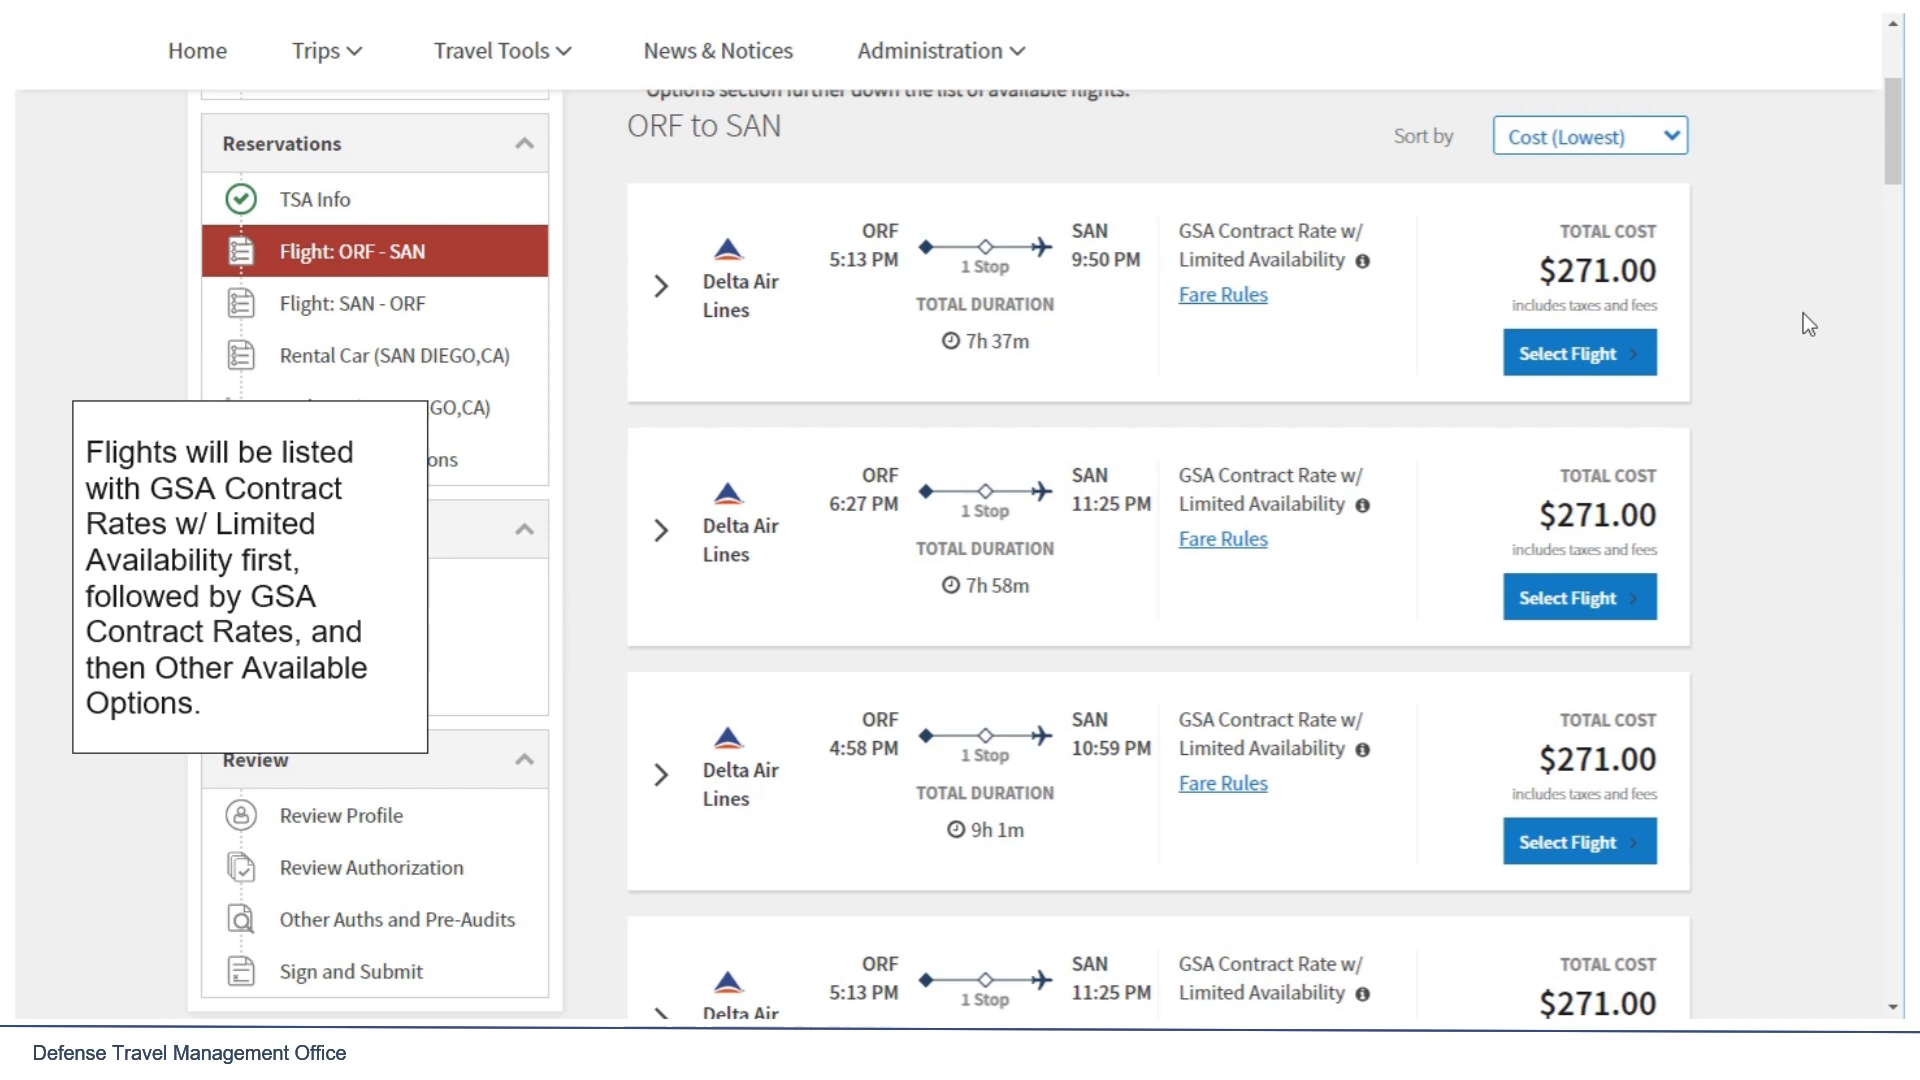 Home Trips Travel Tools News & Notices Administration
Options section further down the list of available flights.
ORF to SAN
Sort by Cost (Lowest)
Reservations
TSA Info
Flight: ORF - SAN
Flight: SAN - ORF
Rental Car (SAN DIEGO,CA)
GO,CA)
ons
Flights will be listed
with GSA Contract
Rates w/ Limited
Availability first,
followed by GSA
Contract Rates, and
then Other Available
Options.
Review
Review Profile
Review Authorization
Other Auths and Pre-Audits
Sign and Submit
Delta Air
Lines
ORF
5:13 PM
1 Stop
SAN
9:50 PM
TOTAL DURATION
7h 37m
GSA Contract Rate w/
Limited Availability
Fare Rules
TOTAL COST
$271.00
includes taxes and fees
Select Flight
Delta Air
Lines
ORF
6:27 PM
1 Stop
SAN
11:25 PM
TOTAL DURATION
7h 58m
GSA Contract Rate w/
Limited Availability
Fare Rules
TOTAL COST
$271.00
includes taxes and fees
Select Flight
Delta Air
Lines
ORF
4:58 PM
1 Stop
SAN
10:59 PM
TOTAL DURATION
9h 1m
GSA Contract Rate w/
Limited Availability
Fare Rules
TOTAL COST
$271.00
includes taxes and fees
Select Flight
Delta Air
ORF
5:13 PM
1 Stop
SAN
11:25 PM
GSA Contract Rate w/
Limited Availability
TOTAL COST
$271.00
Defense Travel Management Office